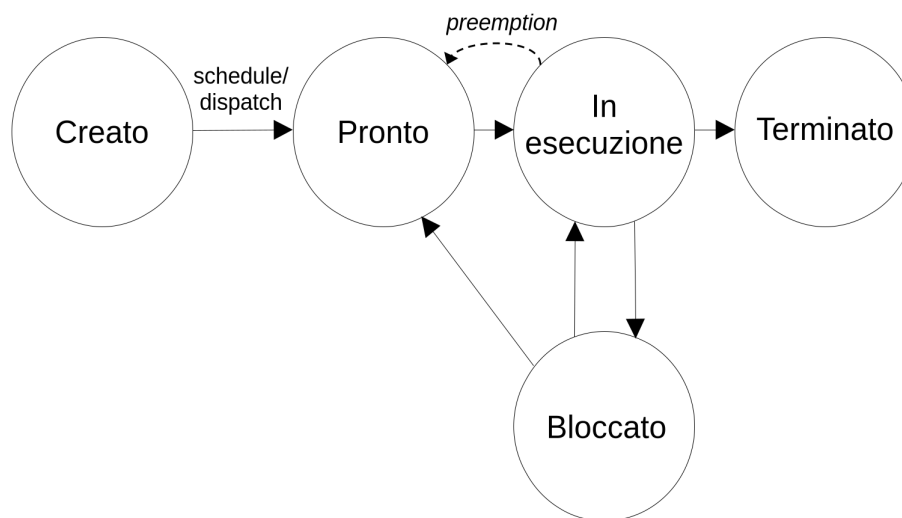 preemption
schedule/
dispatch
Creato
Pronto
In
esecuzione
Terminato
Bloccato